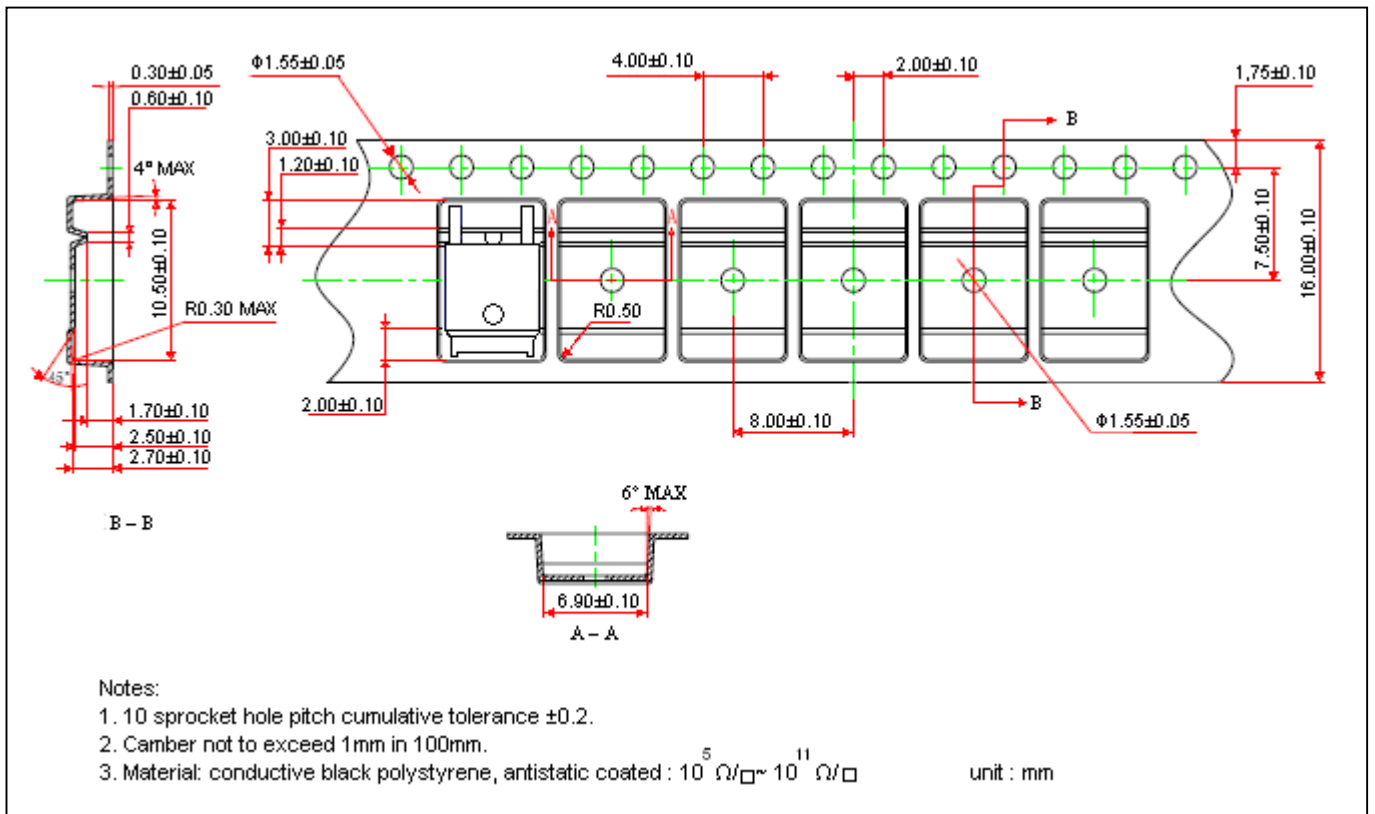 0.30±0.05
0.60±0.10
4° MAX
10.50±0.10
R0.30 MAX
45°
1.70±0.10
2.50±0.10
2.70±0.10
B – B
Φ1.55±0.05
4.00±0.10
2.00±0.10
1,75±0.10
B
3.00±0.10
1.20±0.10
A
A
7.50±0.10
16.00±0.10
R0.50
2.00±0.10
8.00±0.10
B
Φ1.55±0.05
6° MAX
6.90±0.10
A – A
Notes:
1. 10 sprocket hole pitch cumulative tolerance ±0.2.
2. Camber not to exceed 1mm in 100mm.
3. Material: conductive black polystyrene, antistatic coated : 10⁵ Ω/□~ 10¹¹ Ω/□ unit : mm